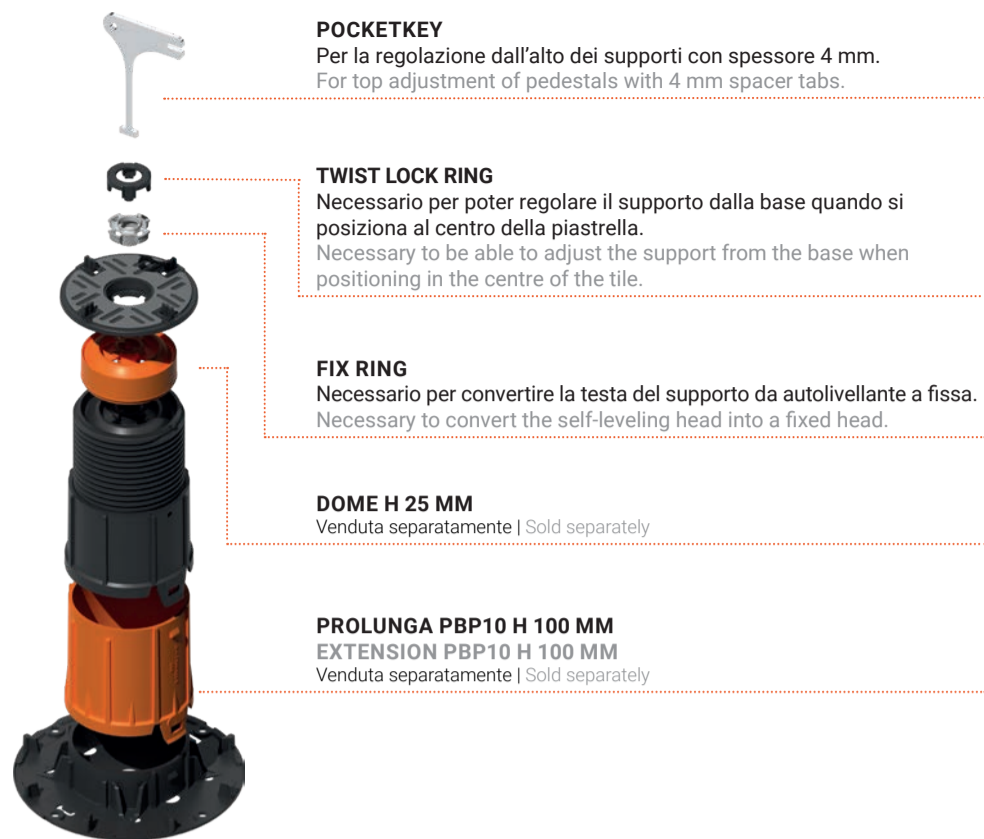 POCKETKEY
Per la regolazione dall'alto dei supporti con spessore 4 mm.
For top adjustment of pedestals with 4 mm spacer tabs.
TWIST LOCK RING
Necessario per poter regolare il supporto dalla base quando si
posiziona al centro della piastrella.
Necessary to be able to adjust the support from the base when
positioning in the centre of the tile.
FIX RING
Necessario per convertire la testa del supporto da autolivellante a fissa.
Necessary to convert the self-leveling head into a fixed head.
DOME H 25 MM
Venduta separatamente | Sold separately
PROLUNGA PBP10 H 100 MM
EXTENSION PBP10 H 100 MM
Venduta separatamente | Sold separately